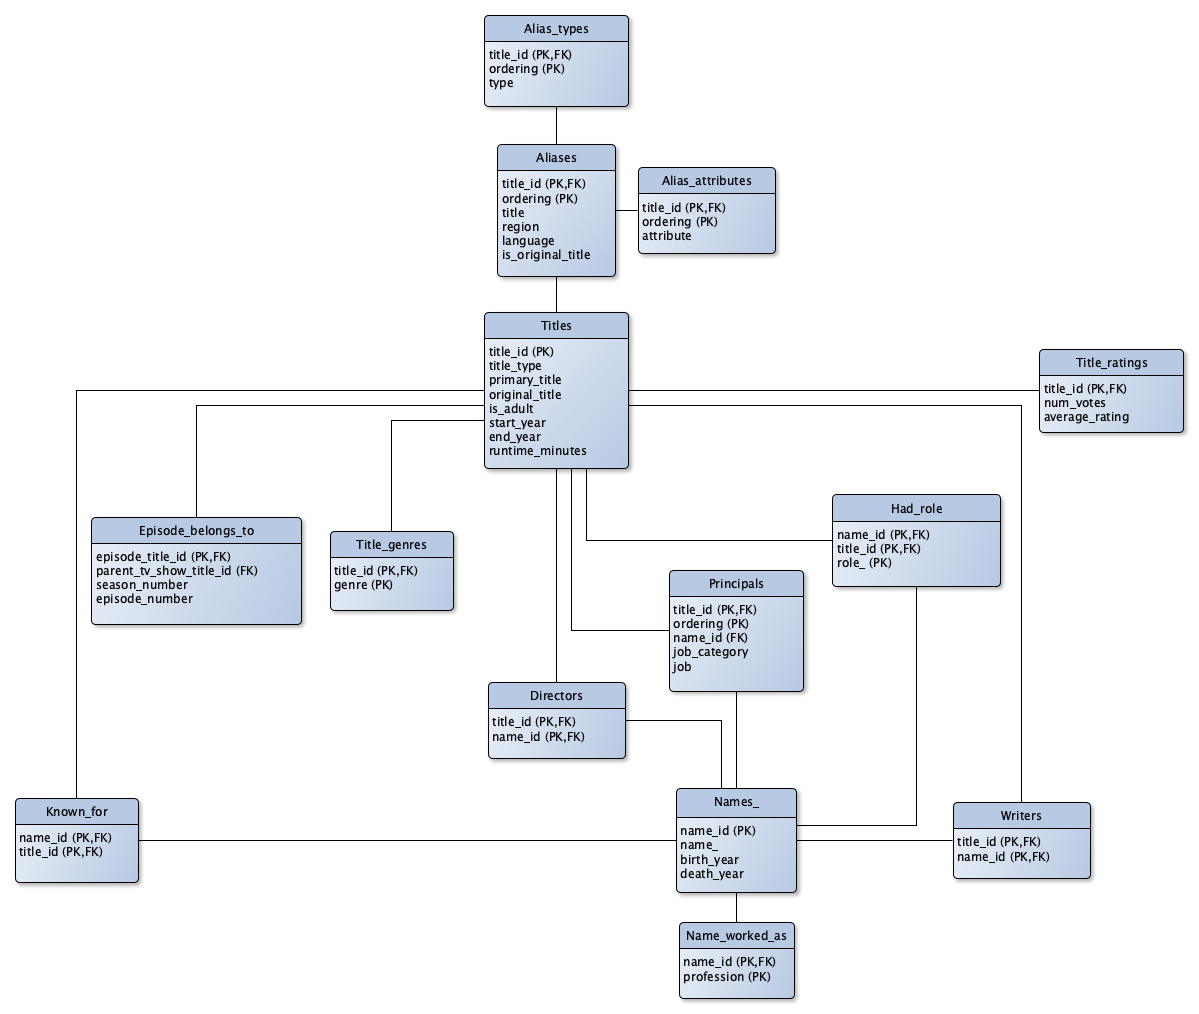 Alias_types
title_id (PK,FK)
ordering (PK)
type
Aliases
title_id (PK,FK)
ordering (PK)
title
region
language
is_original_title
Alias_attributes
title_id (PK,FK)
ordering (PK)
attribute
Titles
title_id (PK)
title_type
primary_title
original_title
is_adult
start_year
end_year
runtime_minutes
Title_ratings
title_id (PK,FK)
num_votes
average_rating
Episode_belongs_to
episode_title_id (PK,FK)
parent_tv_show_title_id (FK)
season_number
episode_number
Title_genres
title_id (PK,FK)
genre (PK)
Had_role
name_id (PK,FK)
title_id (PK,FK)
role_ (PK)
Principals
title_id (PK,FK)
ordering (PK)
name_id (FK)
job_category
job
Directors
title_id (PK,FK)
name_id (PK,FK)
Known_for
name_id (PK,FK)
title_id (PK,FK)
Names_
name_id (PK)
name_
birth_year
death_year
Writers
title_id (PK,FK)
name_id (PK,FK)
Name_worked_as
name_id (PK,FK)
profession (PK)